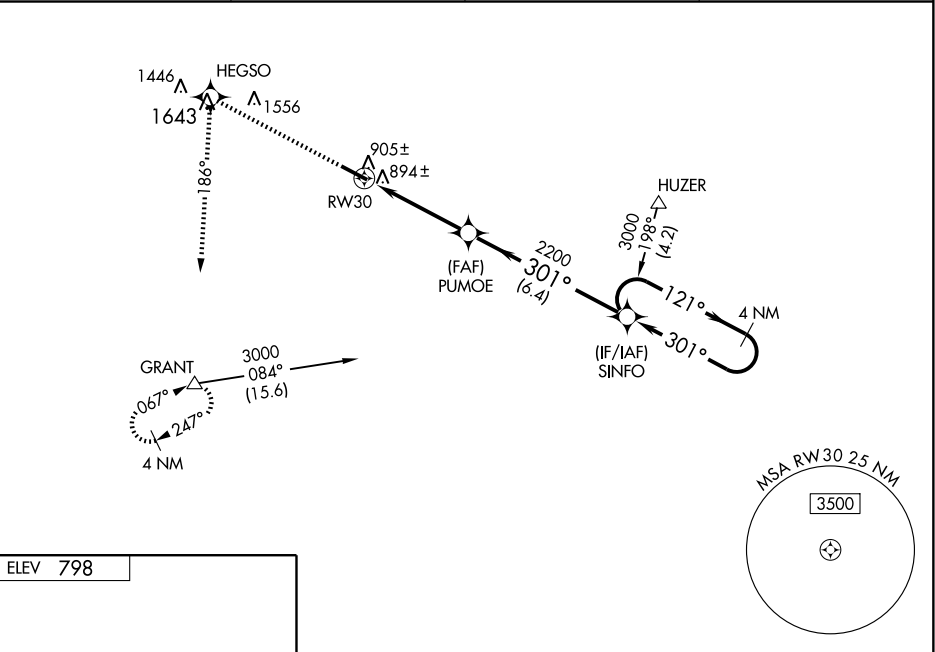 HEGSO
1446
1643
1556
905±
894±
RW30
186°
HUZER
3000
198°
(4.2)
2200
301°
(6.4)
(FAF)
PUMOE
121°
4 NM
301°
(IF/IAF)
SINFO
GRANT
3000
084°
(15.6)
067°
247°
4 NM
MSA RW30 25 NM
3500
ELEV 798